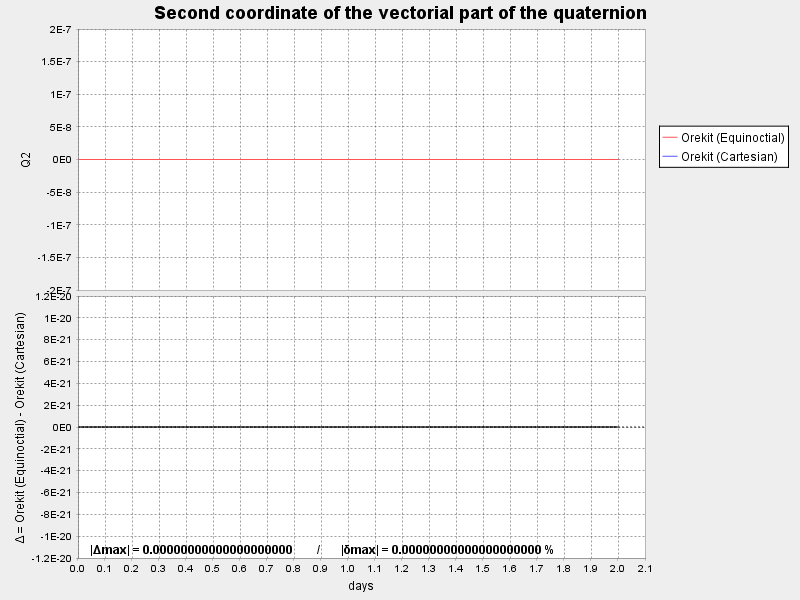 Second coordinate of the vectorial part of the quaternion
2E-7
1.5E-7
1E-7
5E-8
0E0
-5E-8
-1E-7
-1.5E-7
-2E-7
Q2
Orekit (Equinoctial)
Orekit (Cartesian)
1.2E-20
1E-20
8E-21
6E-21
4E-21
2E-21
0E0
-2E-21
-4E-21
-6E-21
-8E-21
-1E-20
-1.2E-20
Δ = Orekit (Equinoctial) - Orekit (Cartesian)
|Δmax| = 0.00000000000000000000 / |δmax| = 0.00000000000000000000 %
0.0 0.1 0.2 0.3 0.4 0.5 0.6 0.7 0.8 0.9 1.0 1.1 1.2 1.3 1.4 1.5 1.6 1.7 1.8 1.9 2.0 2.1
days